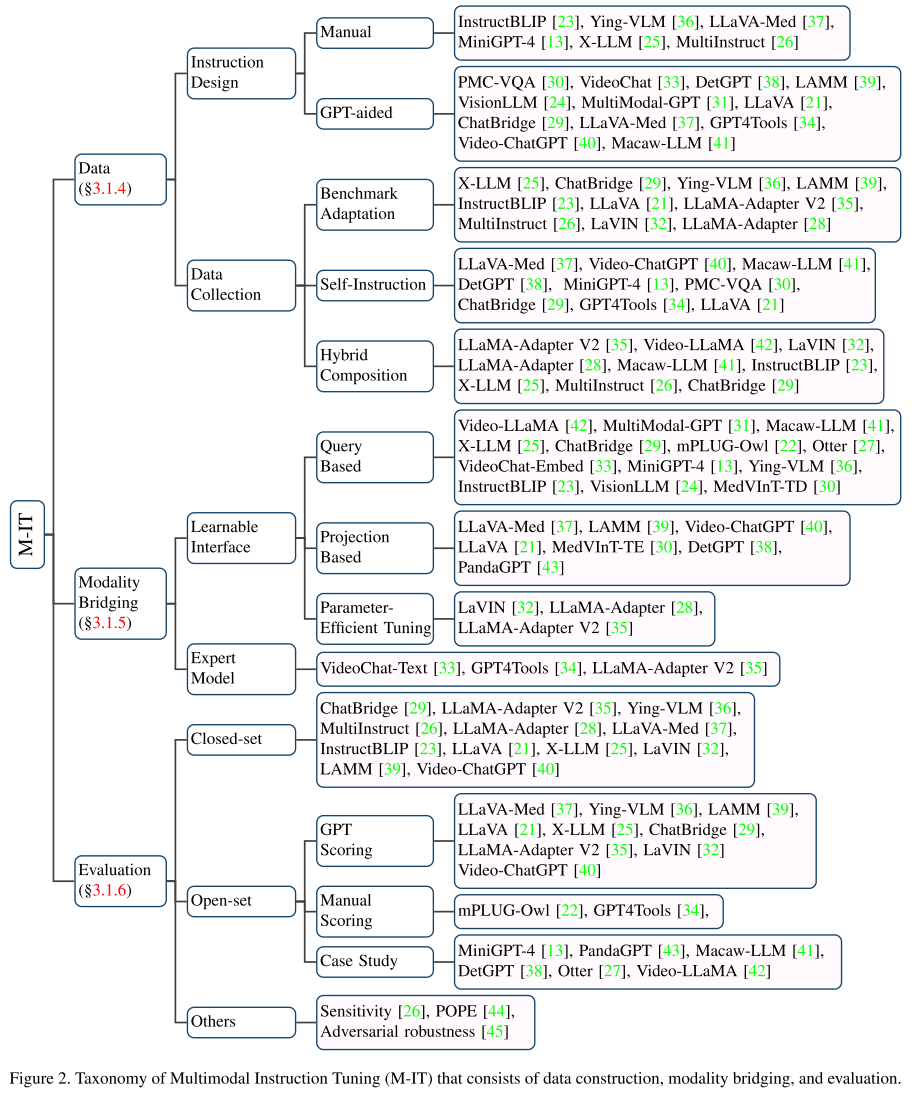 M-IT
Data
(§3.1.4)
Instruction
Design
Manual
InstructBLIP [23], Ying-VLM [36], LLaVA-Med [37],
MiniGPT-4 [13], X-LLM [25], MultiInstruct [26]
GPT-aided
PMC-VQA [30], VideoChat [33], DetGPT [38], LAMM [39],
VisionLLM [24], MultiModal-GPT [31], LLaVA [21],
ChatBridge [29], LLaVA-Med [37], GPT4Tools [34],
Video-ChatGPT [40], Macaw-LLM [41]
Data
Collection
Benchmark
Adaptation
X-LLM [25], ChatBridge [29], Ying-VLM [36], LAMM [39],
InstructBLIP [23], LLaVA [21], LLaMA-Adapter V2 [35],
MultiInstruct [26], LaVIN [32], LLaMA-Adapter [28]
Self-Instruction
LLaVA-Med [37], Video-ChatGPT [40], Macaw-LLM [41],
DetGPT [38], MiniGPT-4 [13], PMC-VQA [30],
ChatBridge [29], GPT4Tools [34], LLaVA [21]
Hybrid
Composition
LLaMA-Adapter V2 [35], Video-LLaMA [42], LaVIN [32],
LLaMA-Adapter [28], Macaw-LLM [41], InstructBLIP [23],
X-LLM [25], MultiInstruct [26], ChatBridge [29]
Modality
Bridging
(§3.1.5)
Learnable
Interface
Query
Based
Video-LLaMA [42], MultiModal-GPT [31], Macaw-LLM [41],
X-LLM [25], ChatBridge [29], mPLUG-Owl [22], Otter [27],
VideoChat-Embed [33], MiniGPT-4 [13], Ying-VLM [36],
InstructBLIP [23], VisionLLM [24], MedVInT-TD [30]
Projection
Based
LLaVA-Med [37], LAMM [39], Video-ChatGPT [40],
LLaVA [21], MedVInT-TE [30], DetGPT [38],
PandaGPT [43]
Parameter-
Efficient Tuning
LaVIN [32], LLaMA-Adapter [28],
LLaMA-Adapter V2 [35]
Expert
Model
VideoChat-Text [33], GPT4Tools [34], LLaMA-Adapter V2 [35]
Evaluation
(§3.1.6)
Closed-set
ChatBridge [29], LLaMA-Adapter V2 [35], Ying-VLM [36],
MultiInstruct [26], LLaMA-Adapter [28], LLaVA-Med [37],
InstructBLIP [23], LLaVA [21], X-LLM [25], LaVIN [32],
LAMM [39], Video-ChatGPT [40]
Open-set
GPT
Scoring
LLaVA-Med [37], Ying-VLM [36], LAMM [39],
LLaVA [21], X-LLM [25], ChatBridge [29],
LLaMA-Adapter V2 [35], LaVIN [32]
Video-ChatGPT [40]
Manual
Scoring
mPLUG-Owl [22], GPT4Tools [34],
Case Study
MiniGPT-4 [13], PandaGPT [43], Macaw-LLM [41],
DetGPT [38], Otter [27], Video-LLaMA [42]
Others
Sensitivity [26], POPE [44],
Adversarial robustness [45]
Figure 2. Taxonomy of Multimodal Instruction Tuning (M-IT) that consists of data construction, modality bridging, and evaluation.